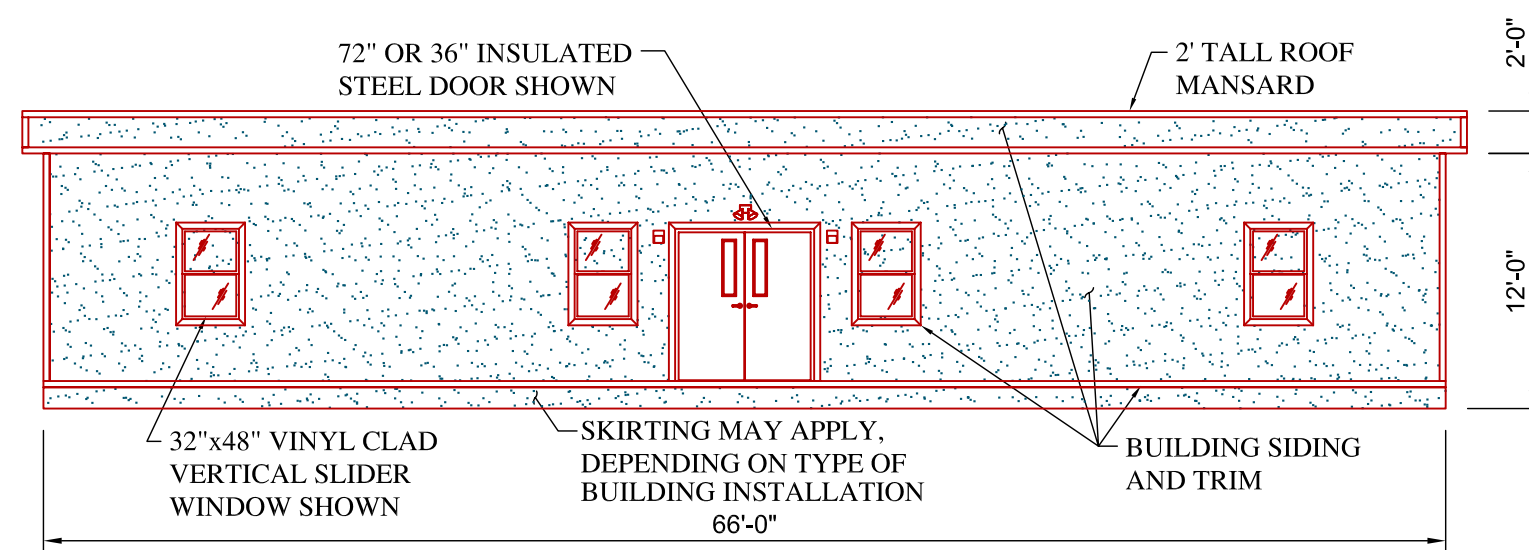 72" OR 36" INSULATED
STEEL DOOR SHOWN
2' TALL ROOF
MANSARD
2'-0"
12'-0"
32"x48" VINYL CLAD
VERTICAL SLIDER
WINDOW SHOWN
SKIRTING MAY APPLY,
DEPENDING ON TYPE OF
BUILDING INSTALLATION
BUILDING SIDING
AND TRIM
66'-0"